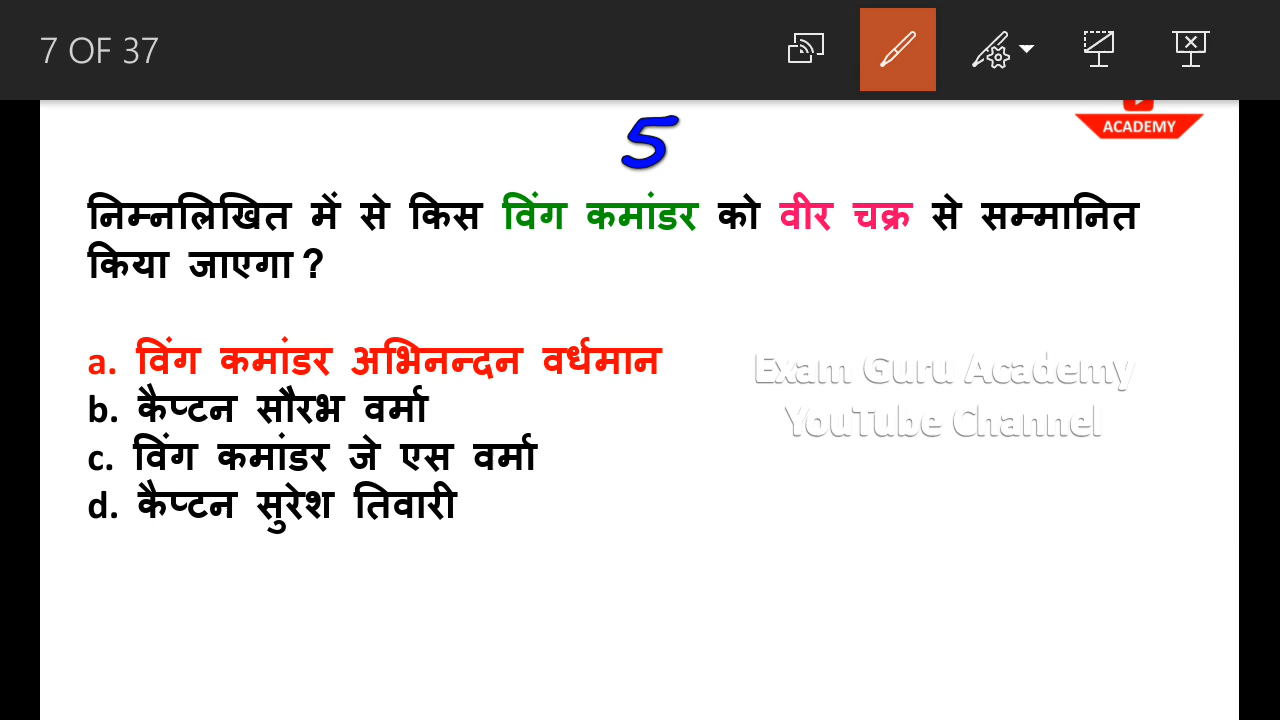 7 OF 37
ACADEMY
5
निम्नलिखित में से किस विंग कमांडर को वीर चक्र से सम्मानित
किया जाएगा ?
a. विंग कमांडर अभिनन्दन वर्धमान
b. कैप्टन सौरभ वर्मा
c. विंग कमांडर जे एस वर्मा
d. कैप्टन सुरेश तिवारी
Exam Guru Academy
YouTube Channel